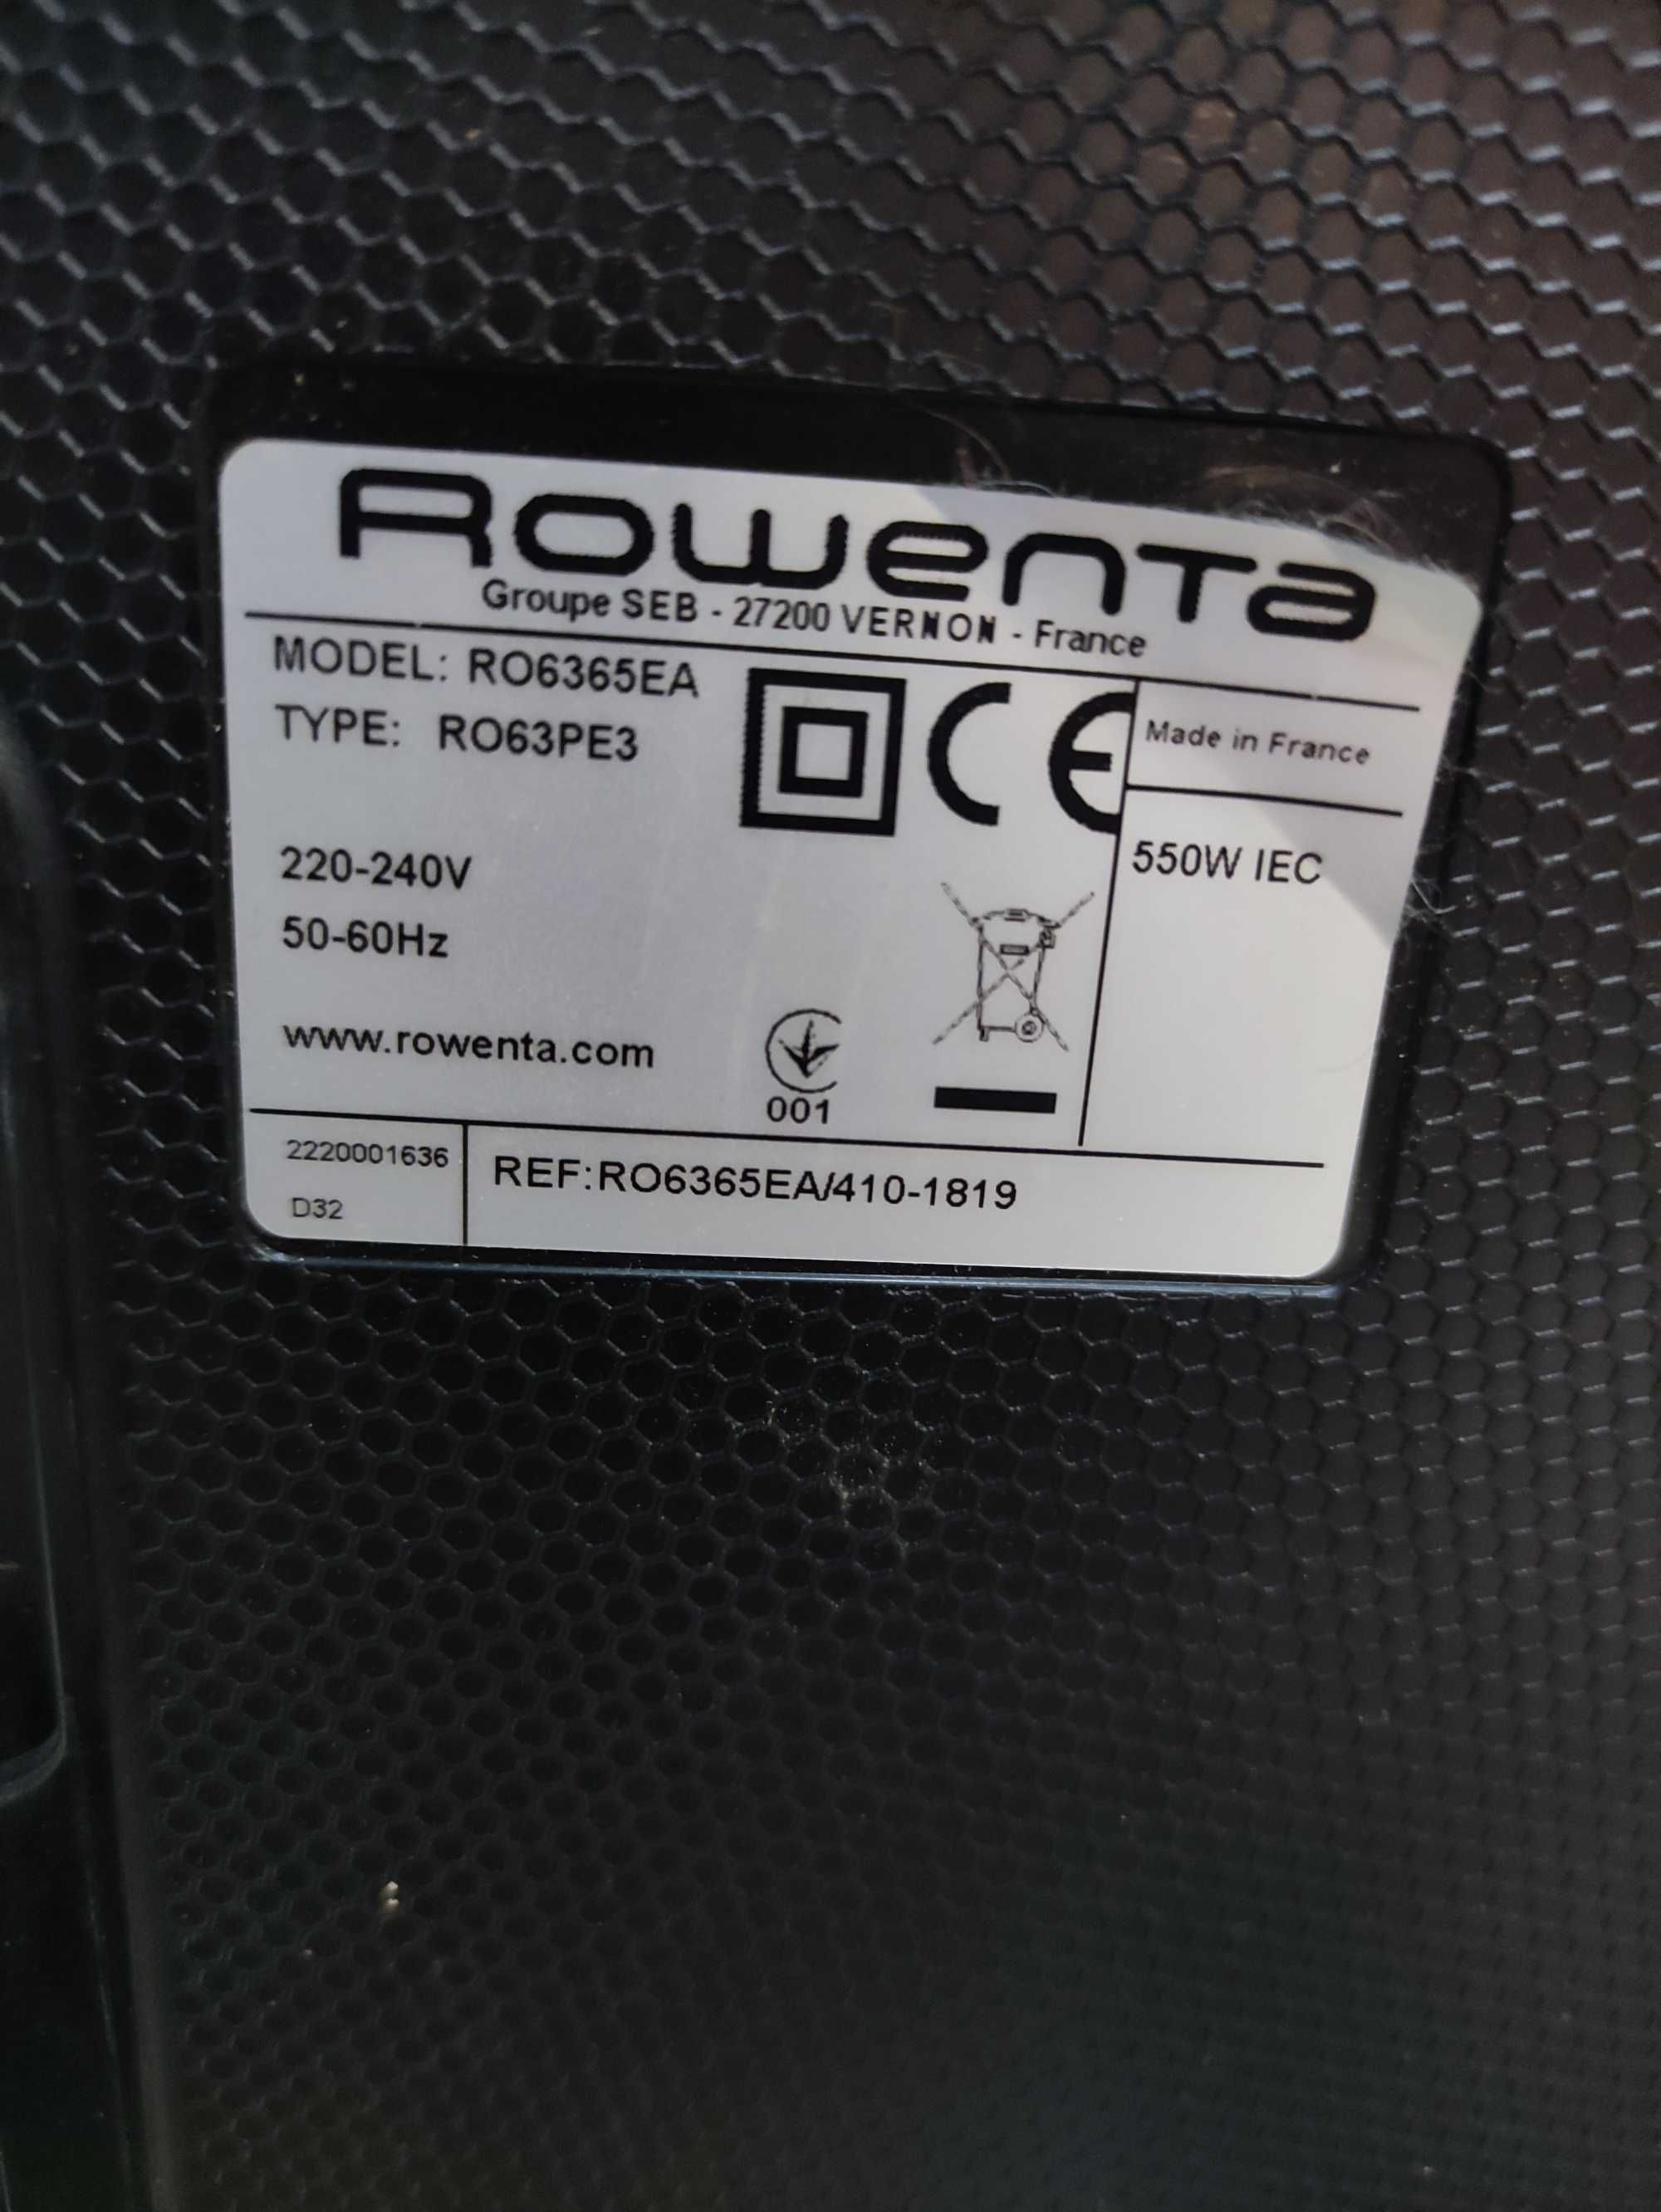 Rowenta
Groupe SEB - 27200 VERNON - France
MODEL: RO6365EA
TYPE: RO63PE3
CE
Made in France
220-240V
50-60Hz
550W IEC
www.rowenta.com
001
2220001636
D32
REF:RO6365EA/410-1819